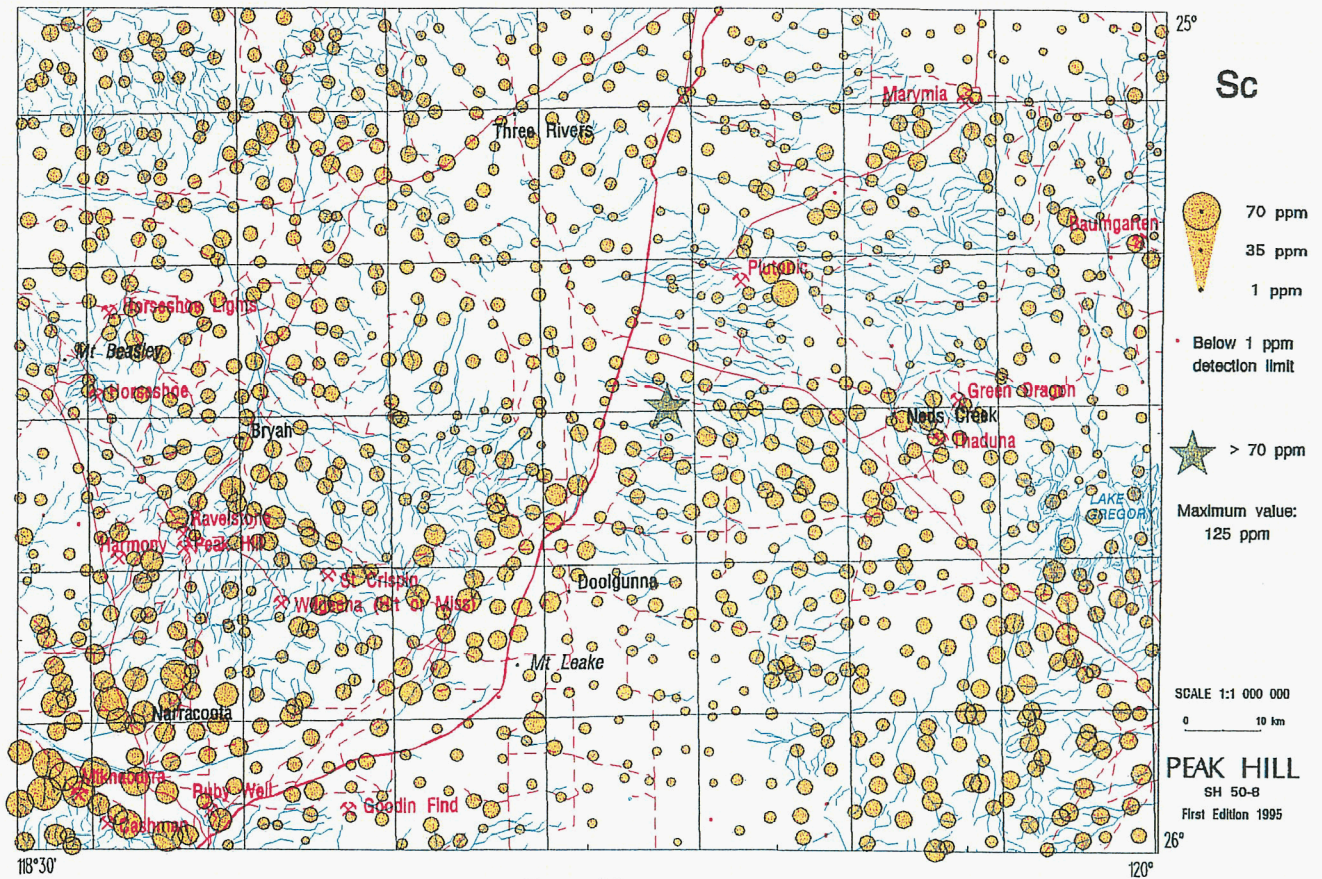 25°
Sc
Marymia
Three Rivers
70 ppm
Baumgarten
35 ppm
Plutonic
1 ppm
Horseshoe Lights
Below 1 ppm
detection limit
Mt Beasley
Horseshoe
Green Dragon
Neds Creek
Bryah
Thaduna
> 70 ppm
LAKE
GREGORY
Ravelstone
Maximum value:
125 ppm
Harmony
Peak Hill
St Crispin
Doolgunna
Wilgeena (Hit or Miss)
Mt Leake
SCALE 1:1 000 000
Narracoota
0 10 km
PEAK HILL
Mikhaburra
SH 50-8
Ruby Well
Goodin Find
First Edition 1995
Cashman
26°
118°30'
120°